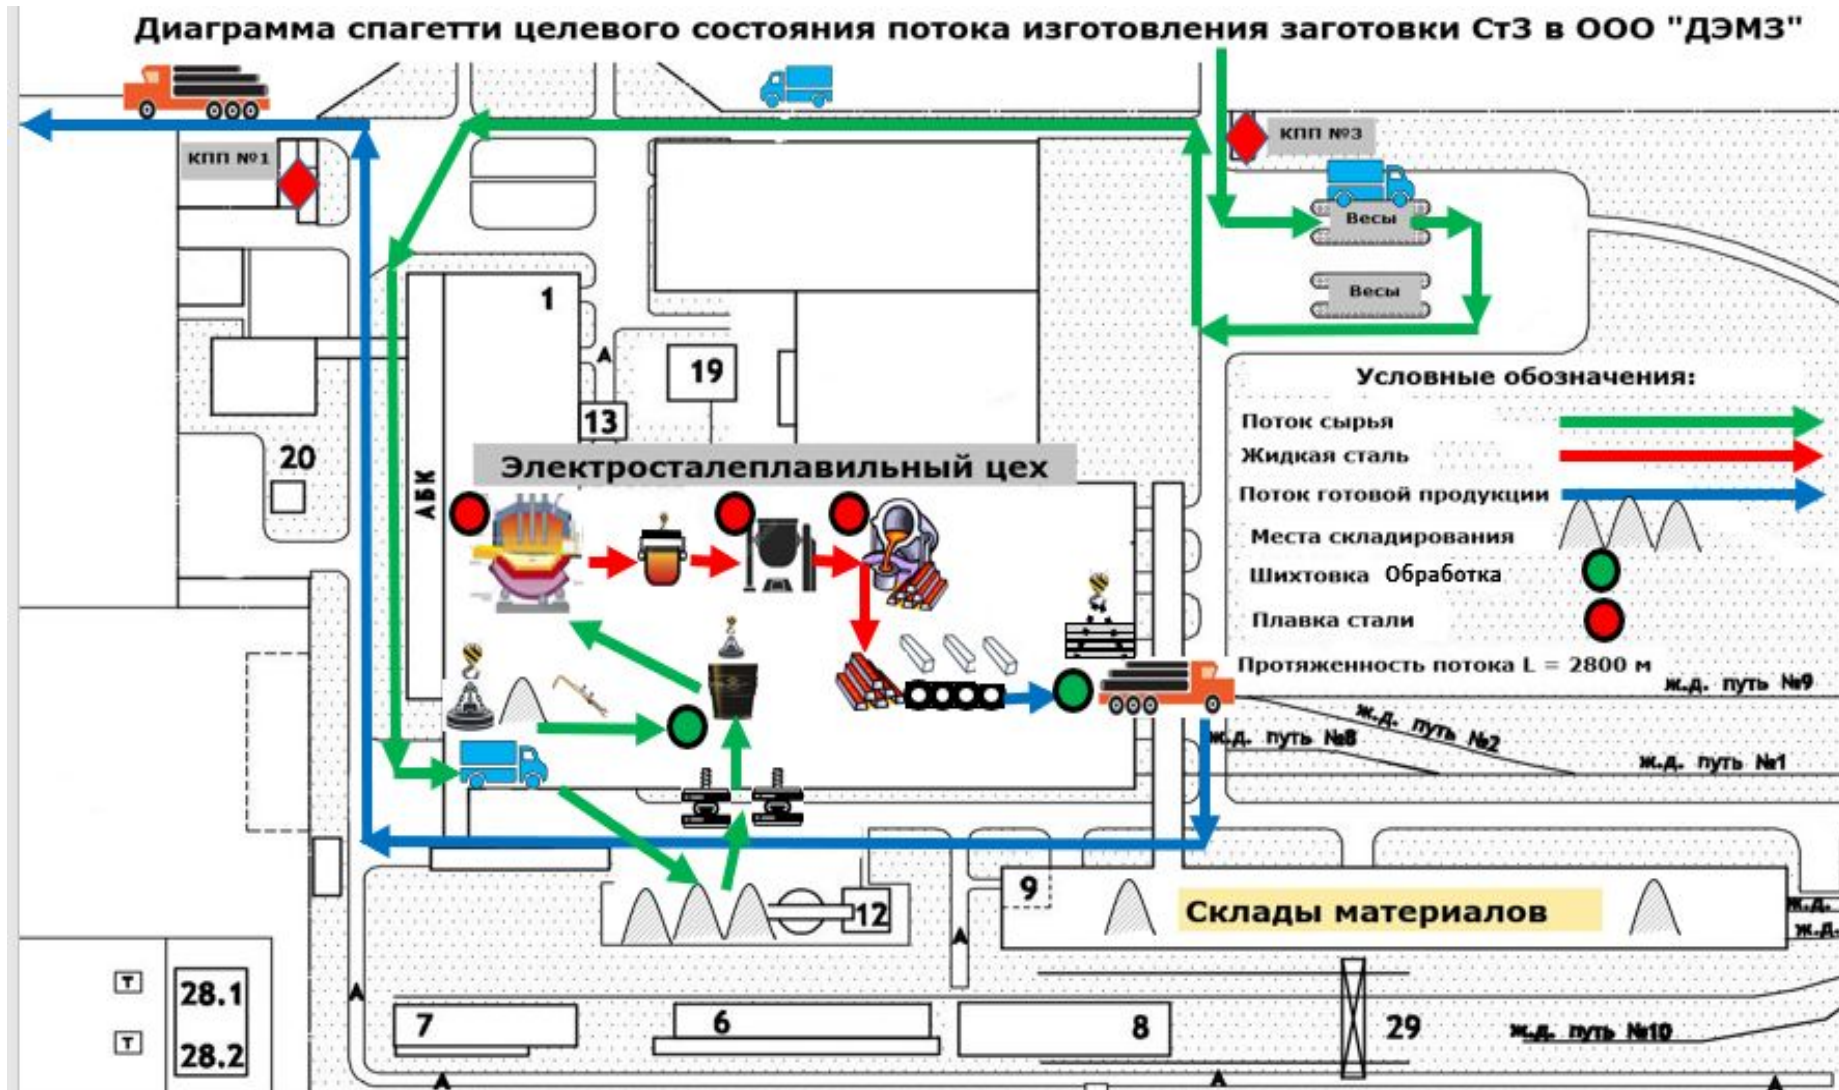 Диаграмма спагетти целевого состояния потока изготовления заготовки Ст3 в ООО "ДЭМЗ"
КПП №1
КПП №3
Весы
Весы
1
19
13
20
АБК
Электросталеплавильный цех
Условные обозначения:
Поток сырья
Жидкая сталь
Поток готовой продукции
Места складирования
Шихтовка Обработка
Плавка стали
Протяженность потока L = 2800 м
ж.д. путь №9
ж.д. путь №2
ж.д. путь №8
ж.д. путь №1
9
Склады материалов
12
ж.д.
ж.д.
Т
28.1
Т
28.2
7
6
8
29
ж.д. путь №10